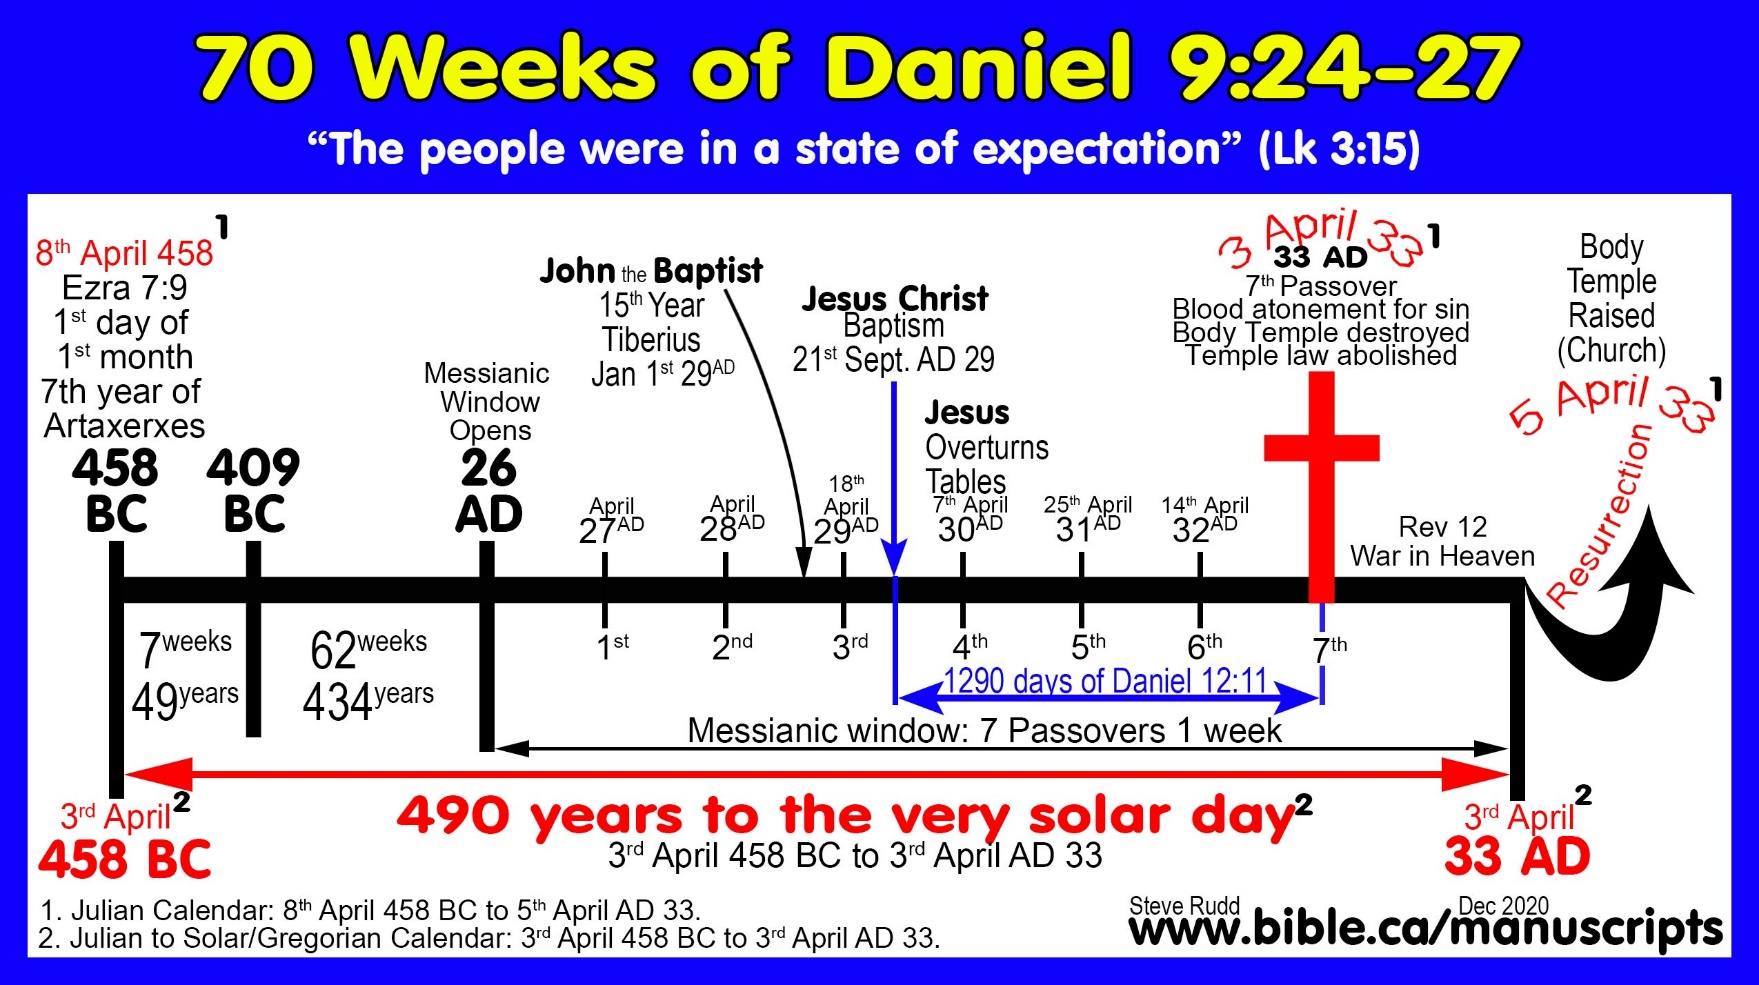 70 Weeks of Daniel 9:24-27
“The people were in a state of expectation” (Lk 3:15)
8th April 458 1
Ezra 7:9
1st day of
1st month
7th year of
Artaxerxes
458
BC
409
BC
Messianic
Window
Opens
26
AD
John the Baptist
15th Year
Tiberius
Jan 1st 29AD
Jesus Christ
Baptism
21st Sept. AD 29
Jesus
Overturns
Tables
April
27AD
April
28AD
18th
April
29AD
7th April
30AD
25th April
31AD
14th April
32AD
3 April 33 1
33 AD
7th Passover
Blood atonement for sin
Body Temple destroyed
Temple law abolished
Body
Temple
Raised
(Church)
5 April 33 1
Resurrection
Rev 12
War in Heaven
7weeks
49years
62weeks
434years
1st
2nd
3rd
4th
5th
6th
7th
1290 days of Daniel 12:11
Messianic window: 7 Passovers 1 week
3rd April 2
458 BC
490 years to the very solar day2
3rd April 458 BC to 3rd April AD 33
3rd April 2
33 AD
1. Julian Calendar: 8th April 458 BC to 5th April AD 33.
2. Julian to Solar/Gregorian Calendar: 3rd April 458 BC to 3rd April AD 33.
Steve Rudd
Dec 2020
www.bible.ca/manuscripts